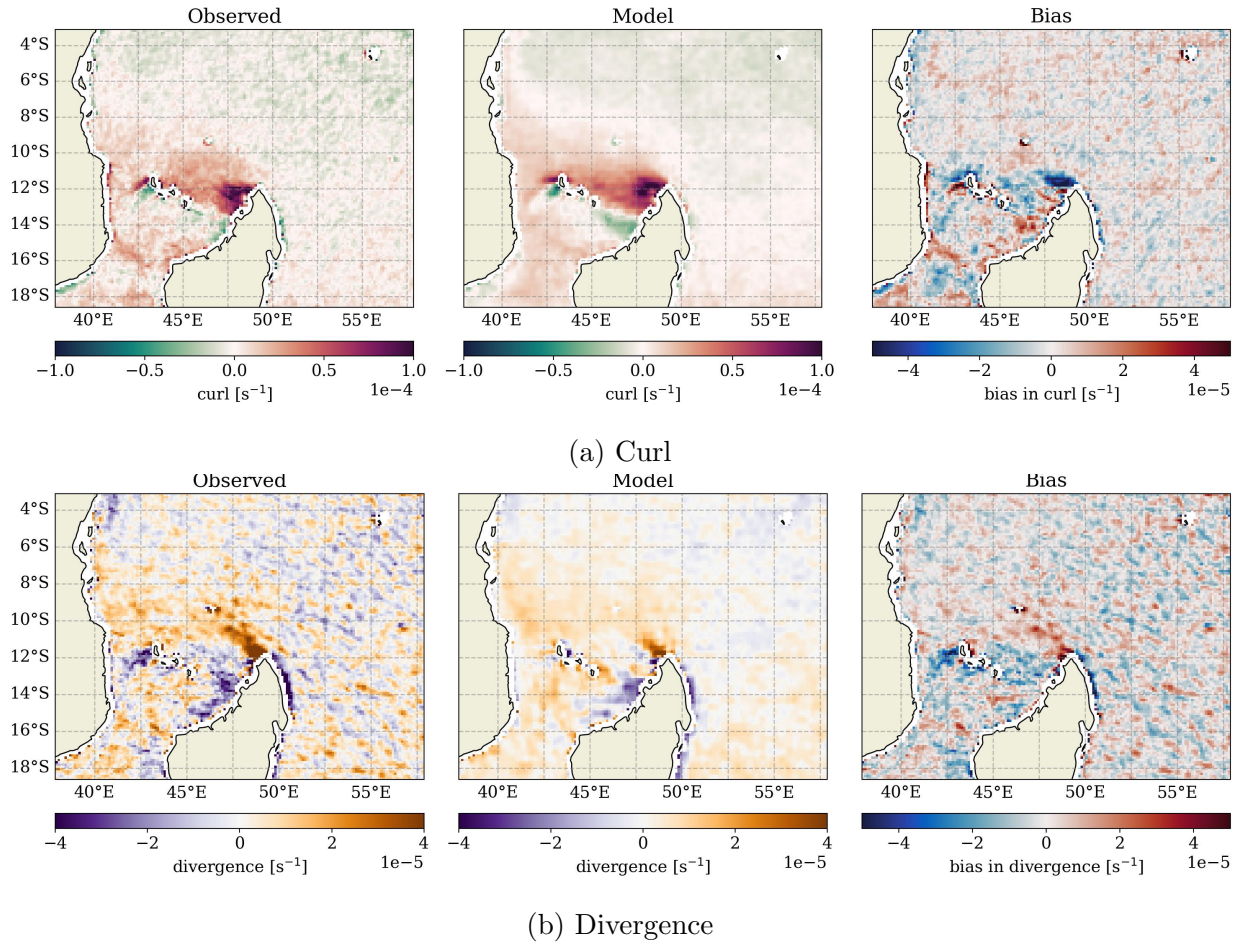 Observed Model Bias
4°S
6°S
8°S
10°S
12°S
14°S
16°S
18°S
40°E 45°E 50°E 55°E 40°E 45°E 50°E 55°E 40°E 45°E 50°E 55°E
−1.0 −0.5 0.0 0.5 1.0 −1.0 −0.5 0.0 0.5 1.0 −4 −2 0 2 4
curl [s⁻¹] 1e−4 curl [s⁻¹] 1e−4 bias in curl [s⁻¹] 1e−5
(a) Curl
Observed Model Bias
4°S
6°S
8°S
10°S
12°S
14°S
16°S
18°S
40°E 45°E 50°E 55°E 40°E 45°E 50°E 55°E 40°E 45°E 50°E 55°E
−4 −2 0 2 4 −4 −2 0 2 4 −4 −2 0 2 4
divergence [s⁻¹] 1e−5 divergence [s⁻¹] 1e−5 bias in divergence [s⁻¹] 1e−5
(b) Divergence